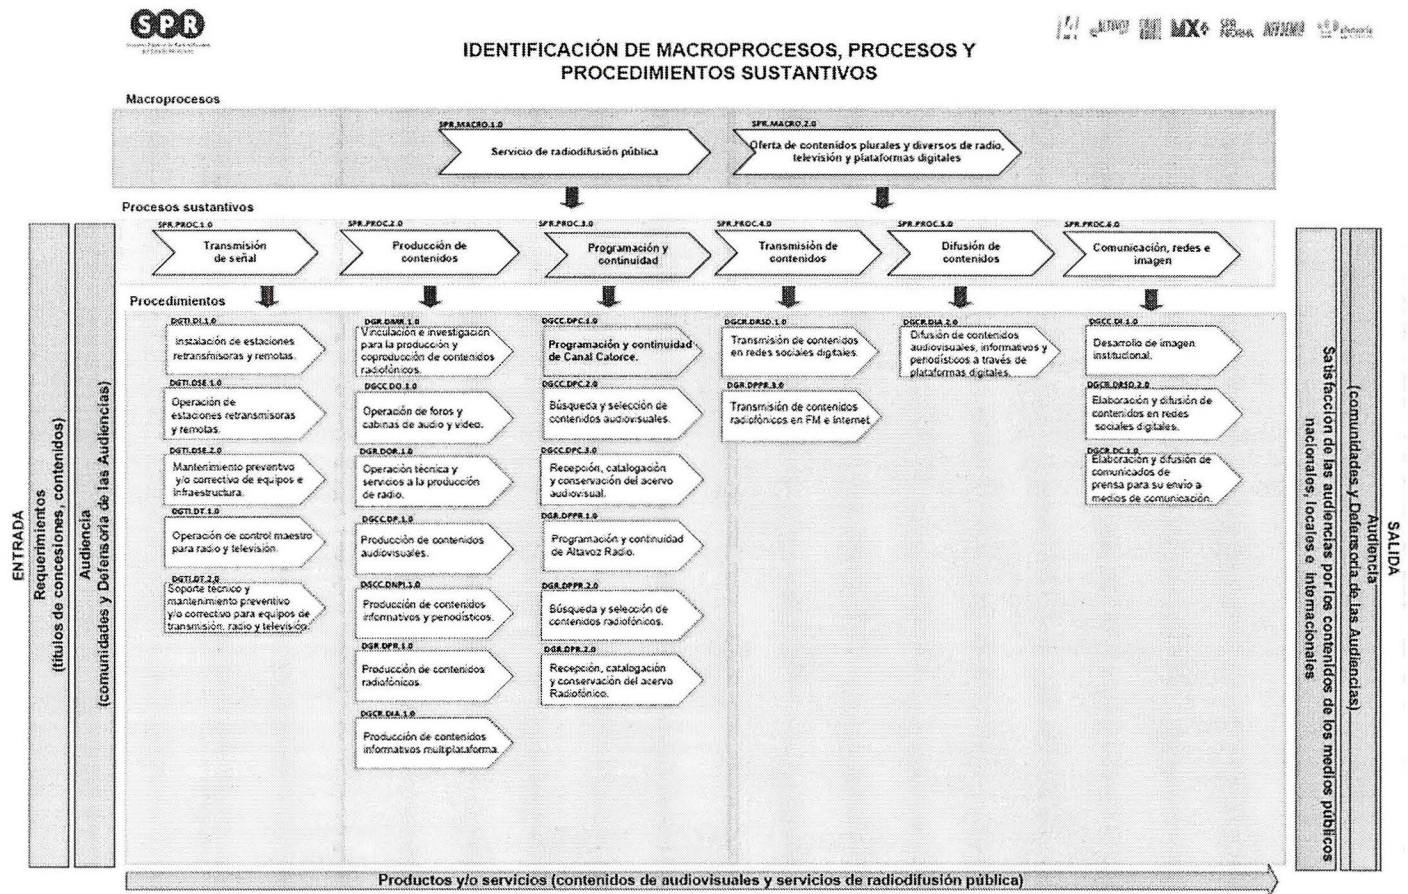 SPR
IDENTIFICACIÓN DE MACROPROCESOS, PROCESOS Y
PROCEDIMIENTOS SUSTANTIVOS
MX+
Macroprocesos
SPR.MACRO.1.0
Servicio de radiodifusión pública
SPR.MACRO.2.0
Oferta de contenidos plurales y diversos de radio,
televisión y plataformas digitales
Procesos sustantivos
SPR.PROC.1.0
Transmisión
de señal
SPR.PROC.2.0
Producción de
contenidos
SPR.PROC.3.0
Programación y
continuidad
SPR.PROC.4.0
Transmisión de
contenidos
SPR.PROC.5.0
Difusión de
contenidos
SPR.PROC.6.0
Comunicación, redes e
imagen
Procedimientos
DGTI.DI.1.0
Instalación de estaciones
retransmisoras y remotas.
DGTI.DSE.1.0
Operación de
estaciones retransmisoras
y remotas.
DGTI.DSE.2.0
Mantenimiento preventivo
y/o correctivo de equipos e
Infraestructura.
DGTI.DT.1.0
Operación de control maestro
para radio y televisión.
DGTI.DT.2.0
Soporte técnico y
mantenimiento preventivo
y/o correctivo para equipos de
transmisión, radio y televisión.
DGR.DMR.1.0
Vinculación e investigación
para la producción y
coproducción de contenidos
radiofónicos.
DGCC.DO.1.0
Operación de foros y
cabinas de audio y video.
DGR.DOR.1.0
Operación técnica y
servicios a la producción
de radio.
DGCC.DP.1.0
Producción de contenidos
audiovisuales.
DGCC.DNPI.1.0
Producción de contenidos
informativos y periodísticos.
DGR.DPR.1.0
Producción de contenidos
radiofónicos.
DGCR.DIA.1.0
Producción de contenidos
informativos multiplataforma.
DGCC.DPC.1.0
Programación y continuidad
de Canal Catorce.
DGCC.DPC.2.0
Búsqueda y selección de
contenidos audiovisuales.
DGCC.DPC.3.0
Recepción, catalogación
y conservación del acervo
audiovisual.
DGR.DPPR.1.0
Programación y continuidad
de Altavoz Radio.
DGR.DPPR.2.0
Búsqueda y selección de
contenidos radiofónicos.
DGR.DPR.2.0
Recepción, catalogación
y conservación del acervo
Radiofónico.
DGCR.DRSD.1.0
Transmisión de contenidos
en redes sociales digitales.
DGR.DPPR.3.0
Transmisión de contenidos
radiofónicos en FM e Internet.
DGCR.DIA.2.0
Difusión de contenidos
audiovisuales, informativos y
periodísticos a través de
plataformas digitales.
DGCC.DI.1.0
Desarrollo de imagen
institucional.
DGCR.DRSD.2.0
Elaboración y difusión de
contenidos en redes
sociales digitales.
DGCR.DC.1.0
Elaboración y difusión de
comunicados de
prensa para su envío a
medios de comunicación.
ENTRADA
Requerimientos
(títulos de concesiones, contenidos)
Audiencia
(comunidades y Defensoría de las Audiencias)
SALIDA
Audiencia
(comunidades y Defensoría de las Audiencias)
Satisfacción de las audiencias por los contenidos de los medios públicos
nacionales, locales e internacionales
Productos y/o servicios (contenidos de audiovisuales y servicios de radiodifusión pública)